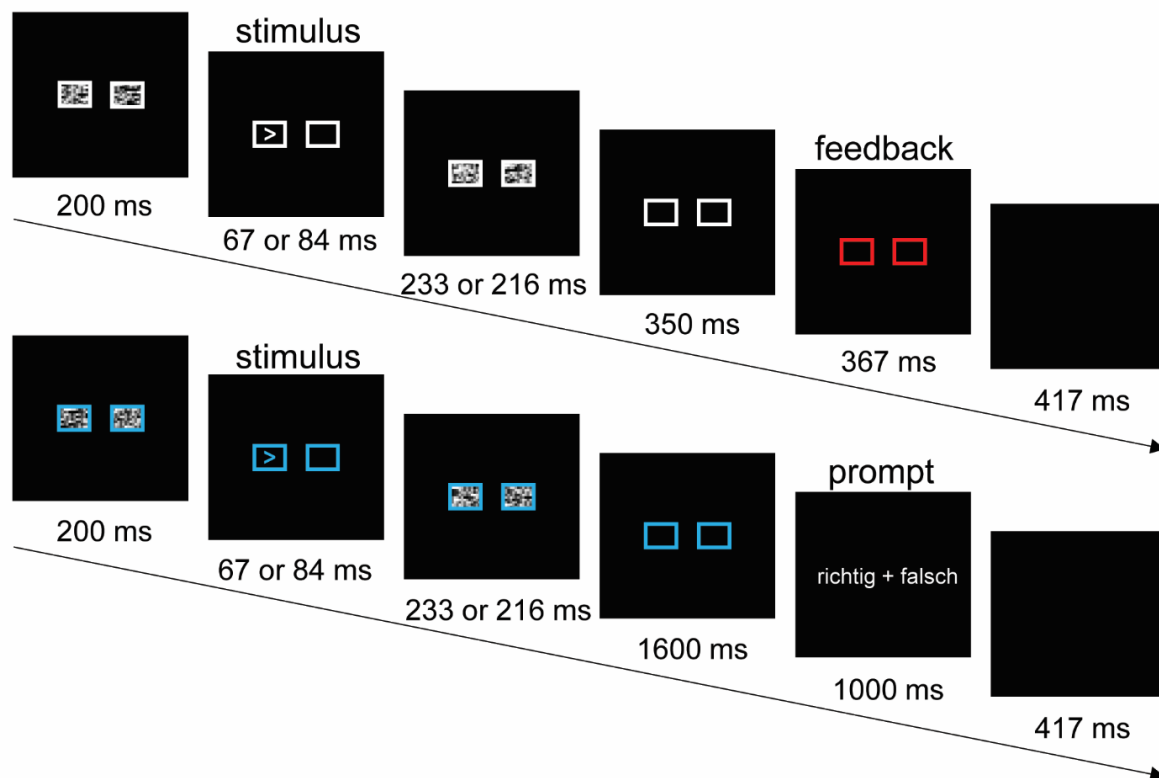 stimulus
>
feedback
200 ms
67 or 84 ms
233 or 216 ms
350 ms
367 ms
417 ms
stimulus
>
prompt
richtig + falsch
200 ms
67 or 84 ms
233 or 216 ms
1600 ms
1000 ms
417 ms